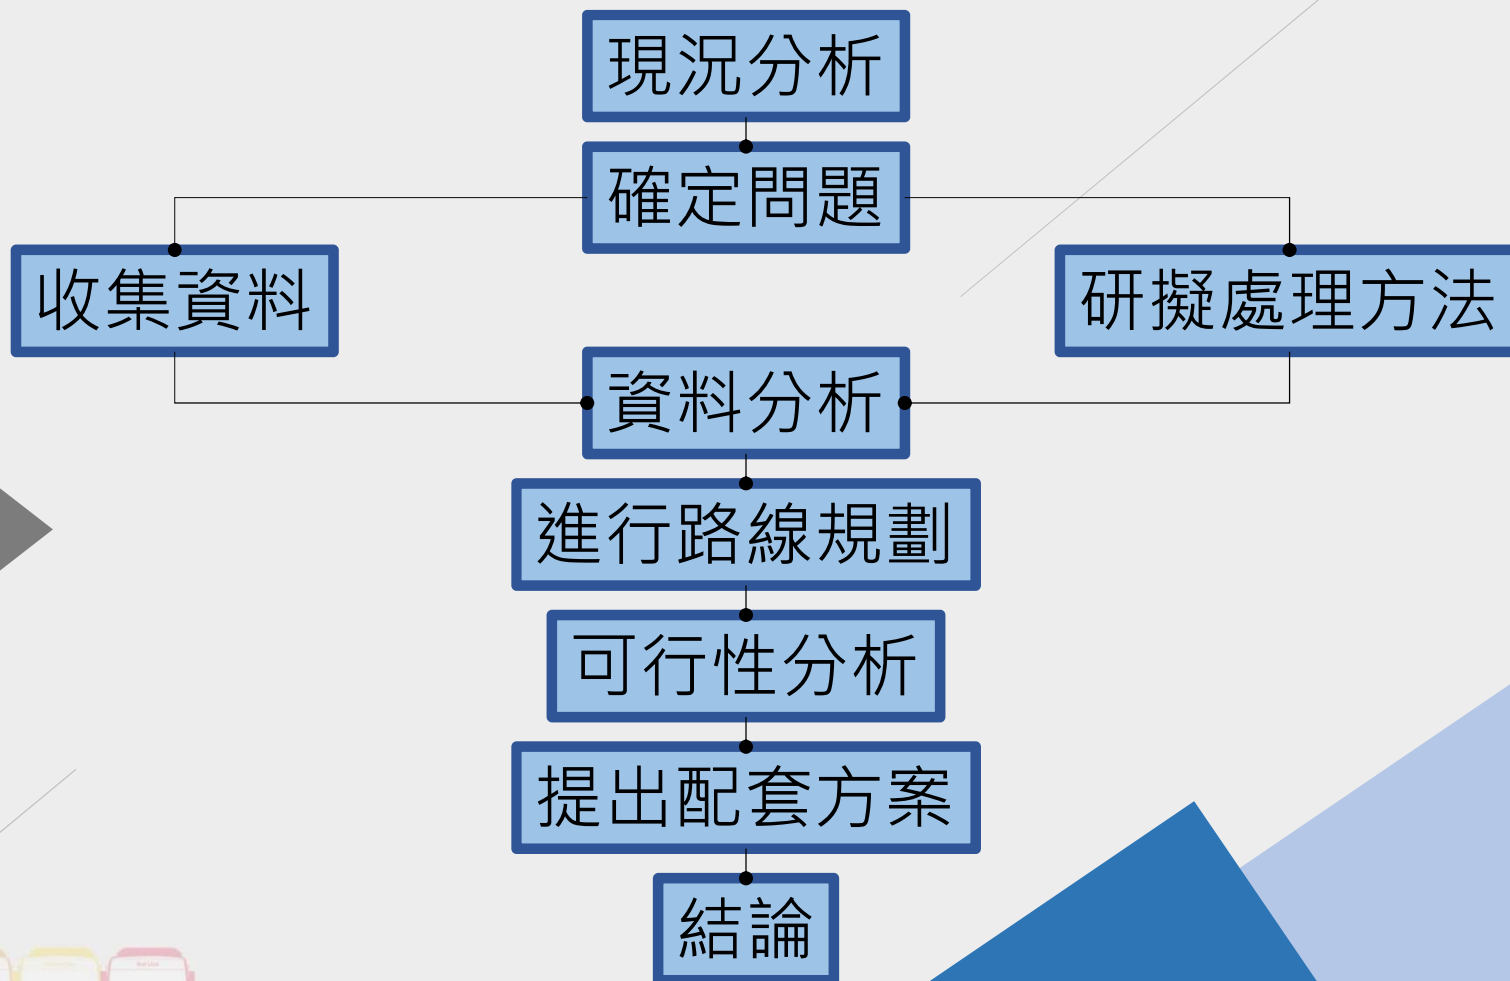 現況分析
確定問題
收集資料
研擬處理方法
資料分析
進行路線規劃
可行性分析
提出配套方案
結論